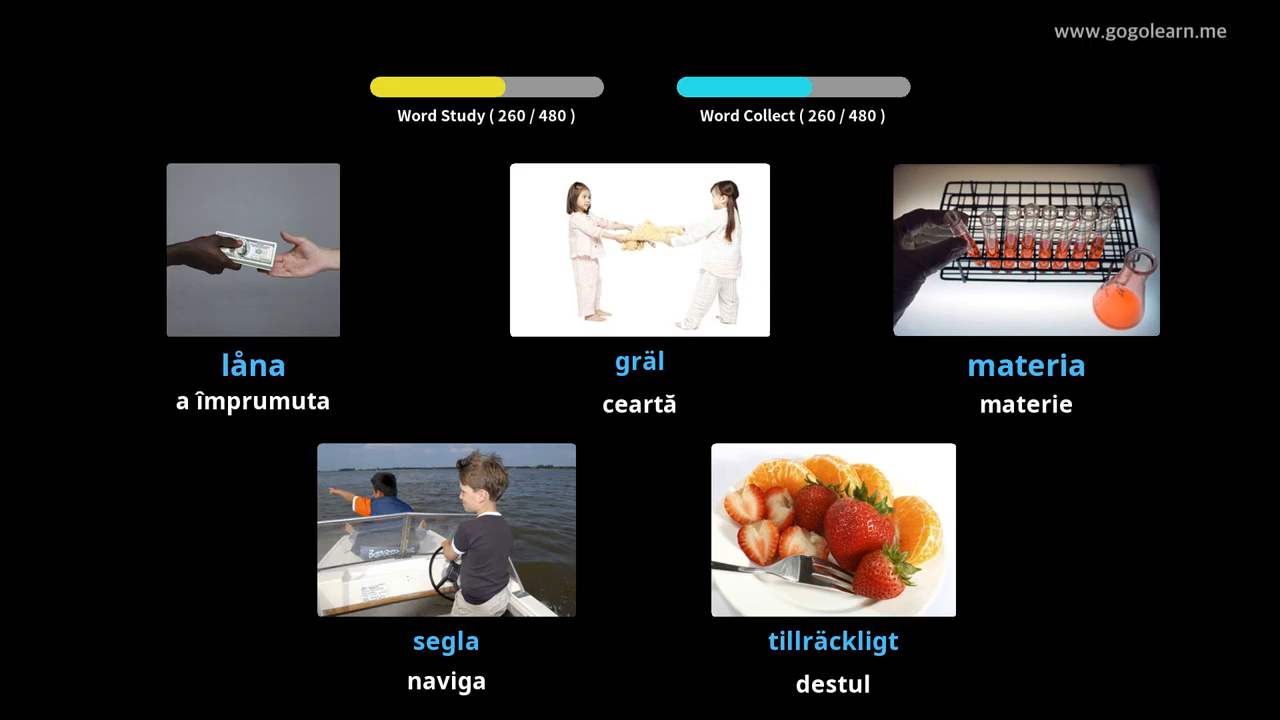 www.gogolearn.me
Word Study ( 260 / 480 )
Word Collect ( 260 / 480 )
låna
a împrumuta
gräl
ceartă
materia
materie
segla
naviga
tillräckligt
destul